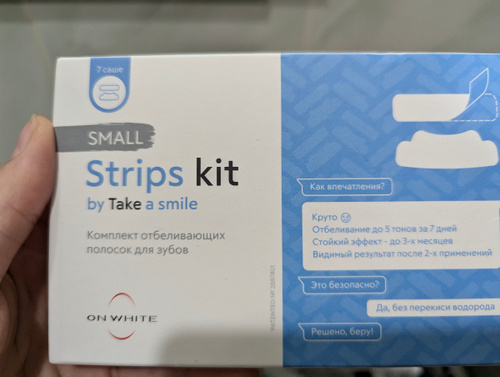 7 саше
SMALL
Strips kit
by Take a smile
Комплект отбеливающих
полосок для зубов
ON WHITE
Как впечатления?
Круто
Отбеливание до 5 тонов за 7 дней
Стойкий эффект - до 3-х месяцев
Видимый результат после 2-х применений
Это безопасно?
Да, без перекиси водорода
Решено, беру!